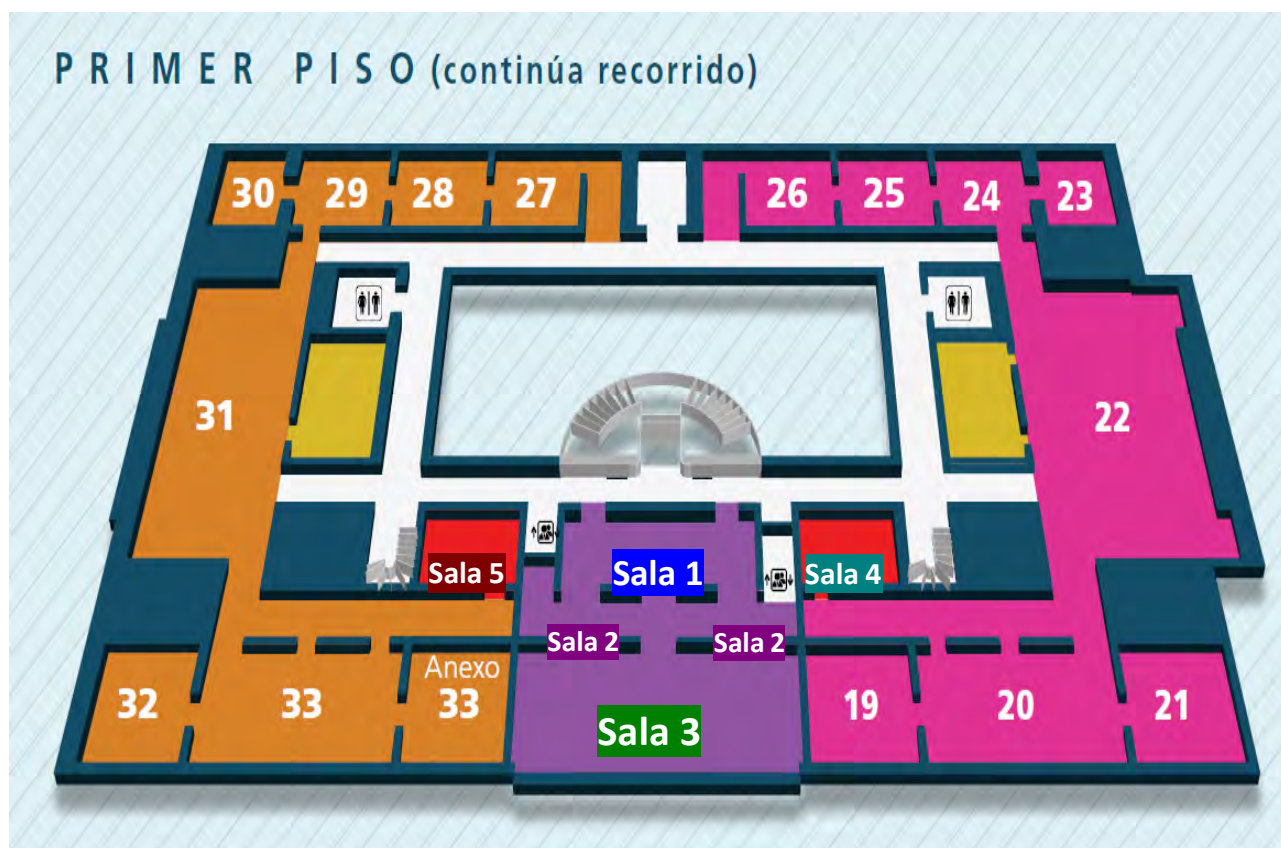 PRIMER PISO (continúa recorrido)
30 29 28 27 26 25 24 23
31 22
Sala 5 Sala 1 Sala 4
Sala 2 Sala 2
Anexo
32 33 33 19 20 21
Sala 3